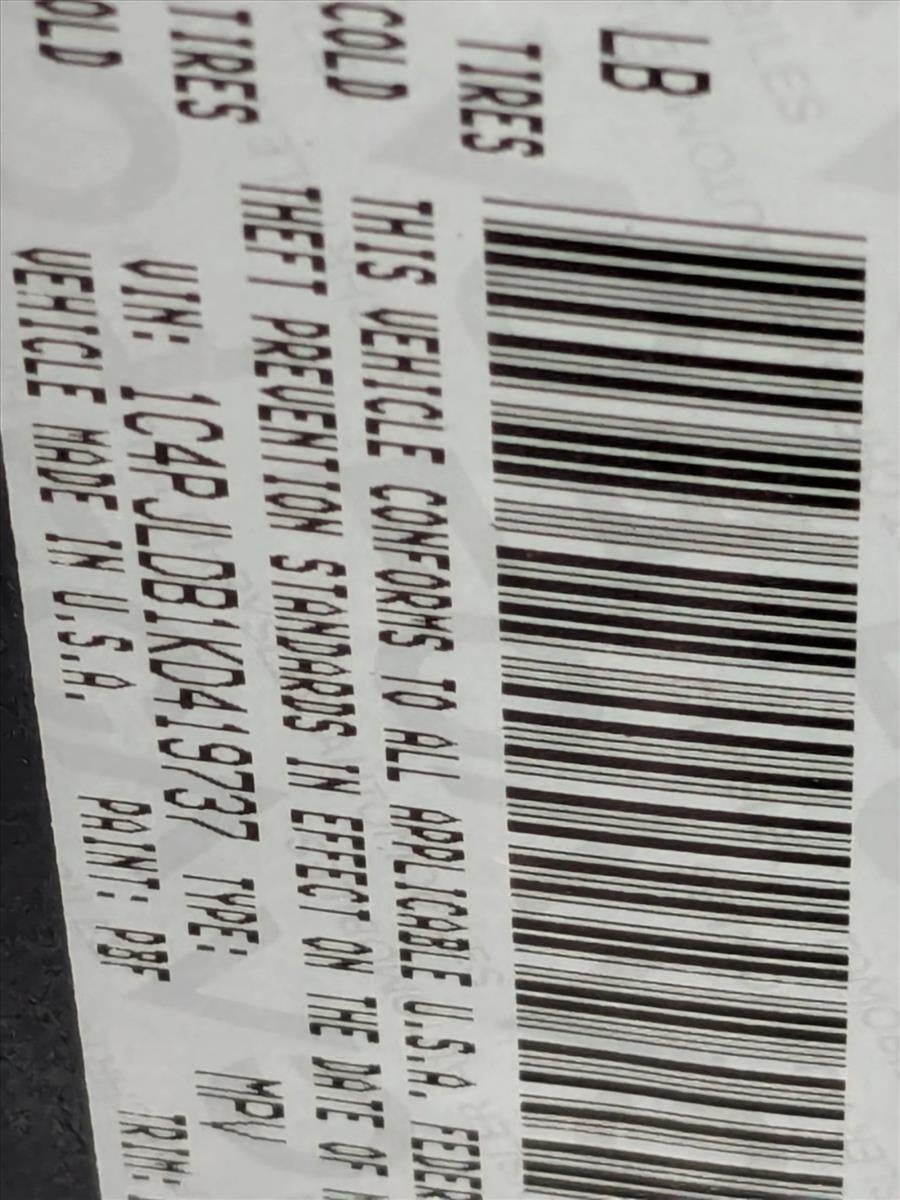 LB
TIRES
COLD
TIRES
OLD
THIS VEHICLE CONFORMS TO ALL APPLICABLE U.S.A. FEDER
THEFT PREVENTION STANDARDS IN EFFECT ON THE DATE OF
VIN: 1C4PJLDB1KD419737 TYPE: MPV
VEHICLE MADE IN U.S.A. PAINT: PBF TRIM: